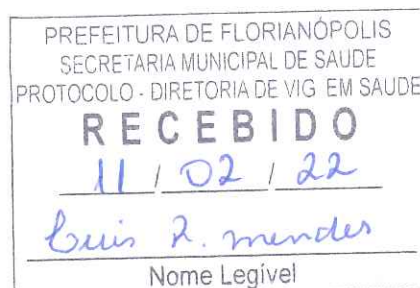 PREFEITURA DE FLORIANÓPOLIS
SECRETARIA MUNICIPAL DE SAUDE
PROTOCOLO - DIRETORIA DE VIG EM SAUDE
RECEBIDO
11 / 02 / 22
Luis R. mendes
Nome Legível